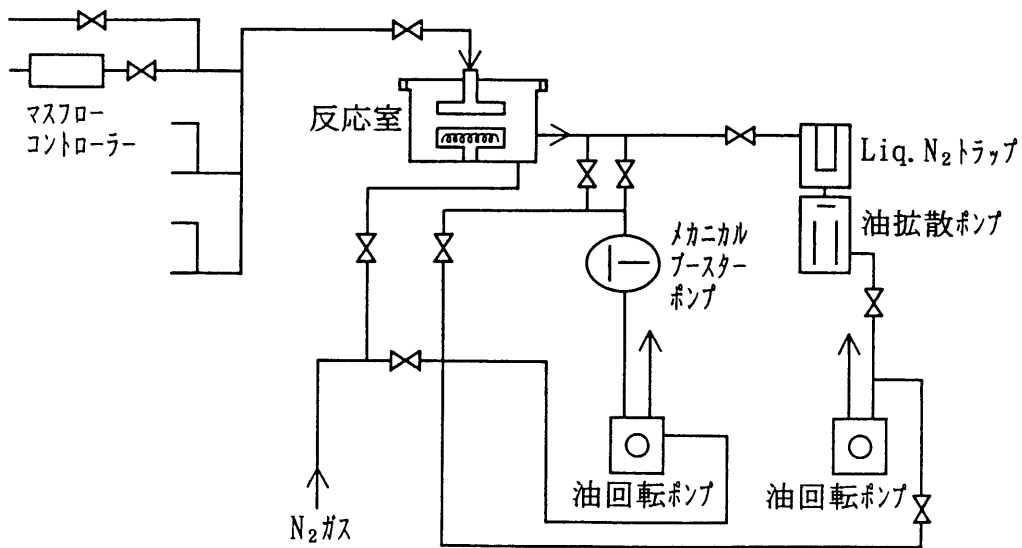 マスフロー
コントローラー
反応室
Liq. N₂トラップ
油拡散ポンプ
メカニカル
ブースター
ポンプ
油回転ポンプ
油回転ポンプ
N₂ガス